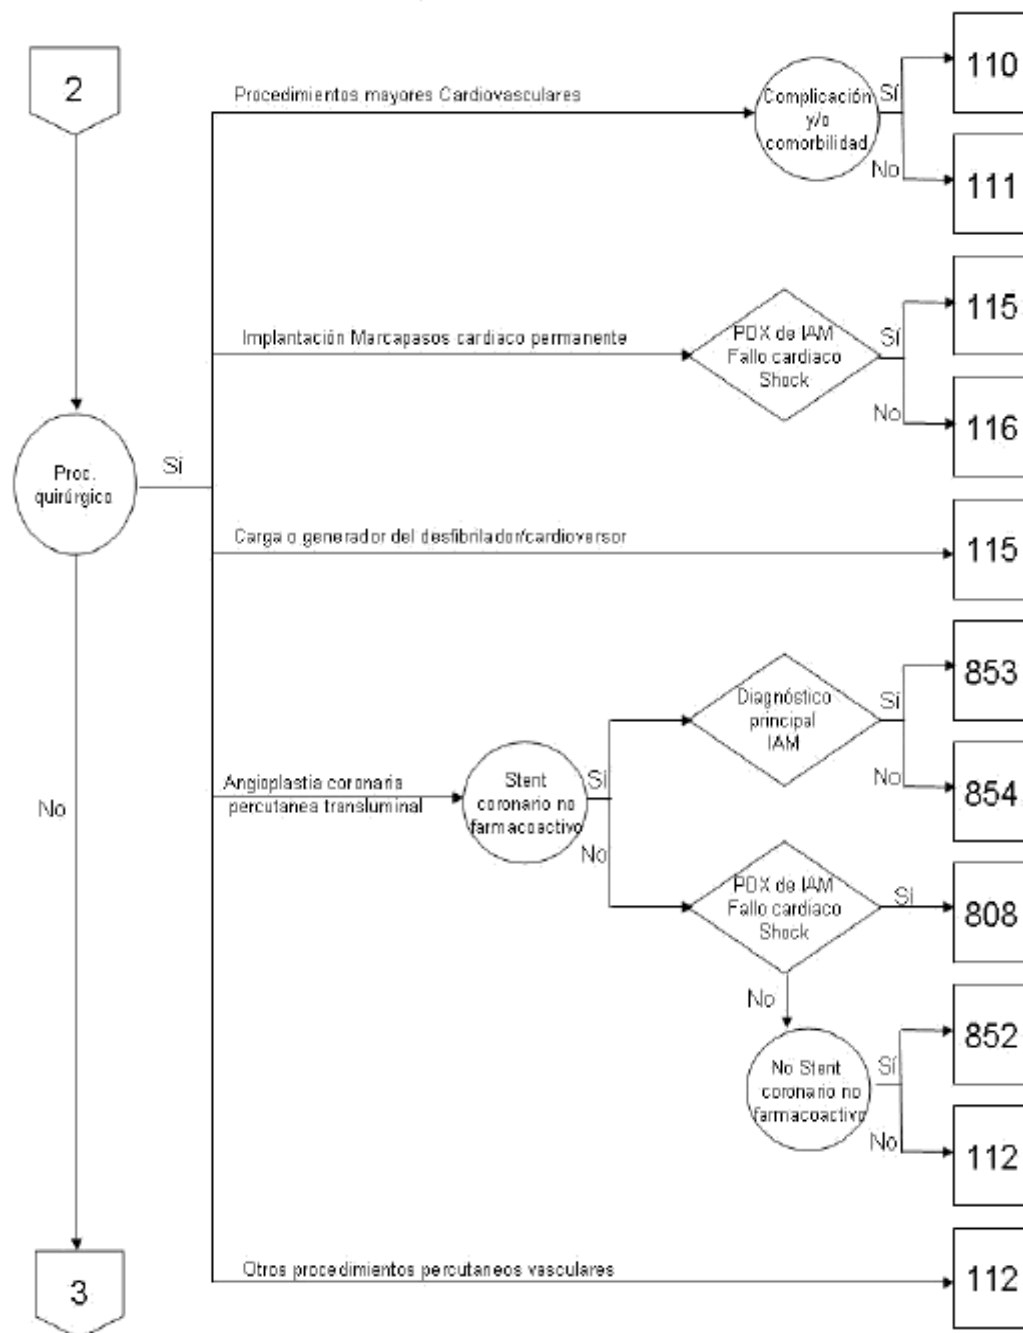 2
Procedimientos mayores Cardiovasculares
Complicación
y/o
comorbilidad
Sí
110
No
111
Implantación Marcapasos cardiaco permanente
PDX de IAM
Fallo cardiaco
Shock
Sí
115
No
116
Proc.
quirúrgico
Sí
Carga o generador del desfibrilador/cardioversor
115
Angioplastia coronaria
percutanea transluminal
Stent
coronario no
farmacoactivo
Sí
Diagnóstico
principal
IAM
Sí
853
No
854
No
PDX de IAM
Fallo cardiaco
Shock
Sí
808
No
No Stent
coronario no
farmacoactivo
Sí
852
No
112
No
Otros procedimientos percutaneos vasculares
112
3